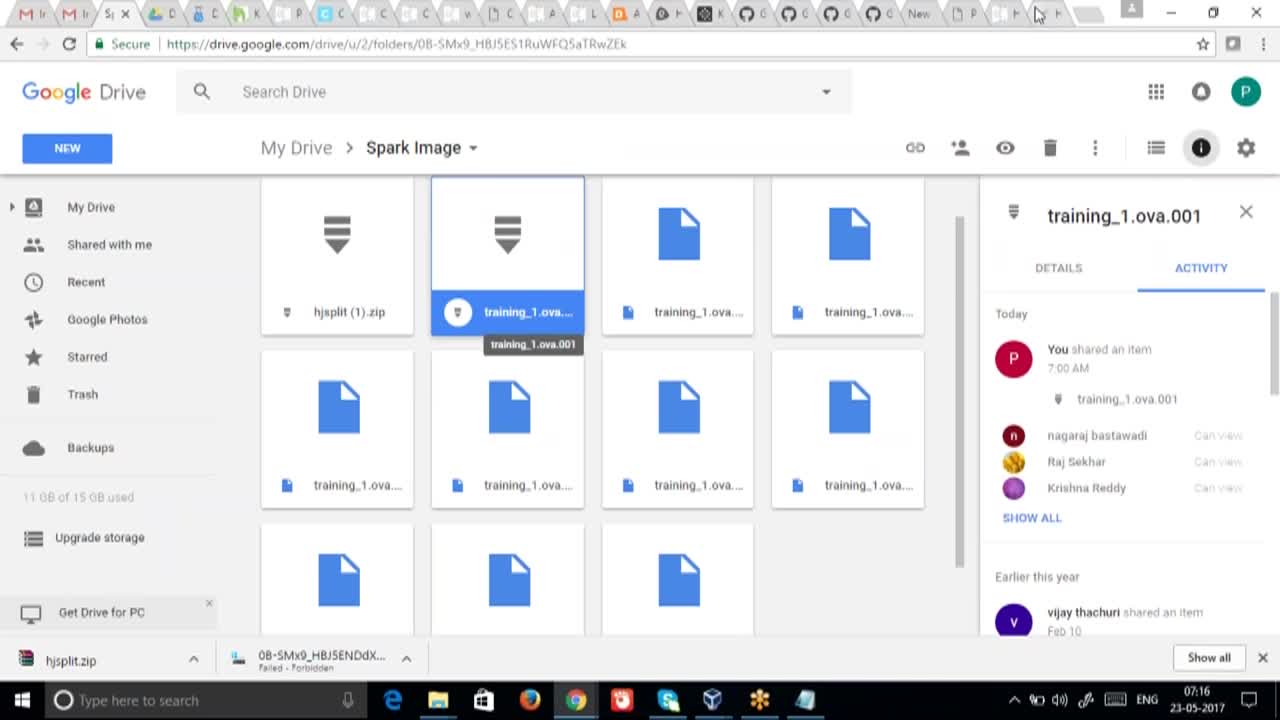 Secure
https://drive.google.com/drive/u/2/folders/0B-SMx9_HBJ5ES1RuWFQ5aTRwZEk
Google Drive
Search Drive
P
NEW
My Drive > Spark Image
My Drive
Shared with me
Recent
Google Photos
Starred
Trash
Backups
11 GB of 15 GB used
Upgrade storage
Get Drive for PC
hjsplit (1).zip
training_1.ova....
training_1.ova....
training_1.ova....
training_1.ova.001
training_1.ova....
training_1.ova....
training_1.ova....
training_1.ova....
training_1.ova.001
DETAILS
ACTIVITY
Today
P
You shared an item
7:00 AM
training_1.ova.001
n
nagaraj bastawadi
Can view
Raj Sekhar
Can view
Krishna Reddy
Can view
SHOW ALL
Earlier this year
v
vijay thachuri shared an item
Feb 10
hjsplit.zip
0B-SMx9_HBJ5ENDdX...
Failed - Forbidden
Show all
Type here to search
ENG
07:16
23-05-2017